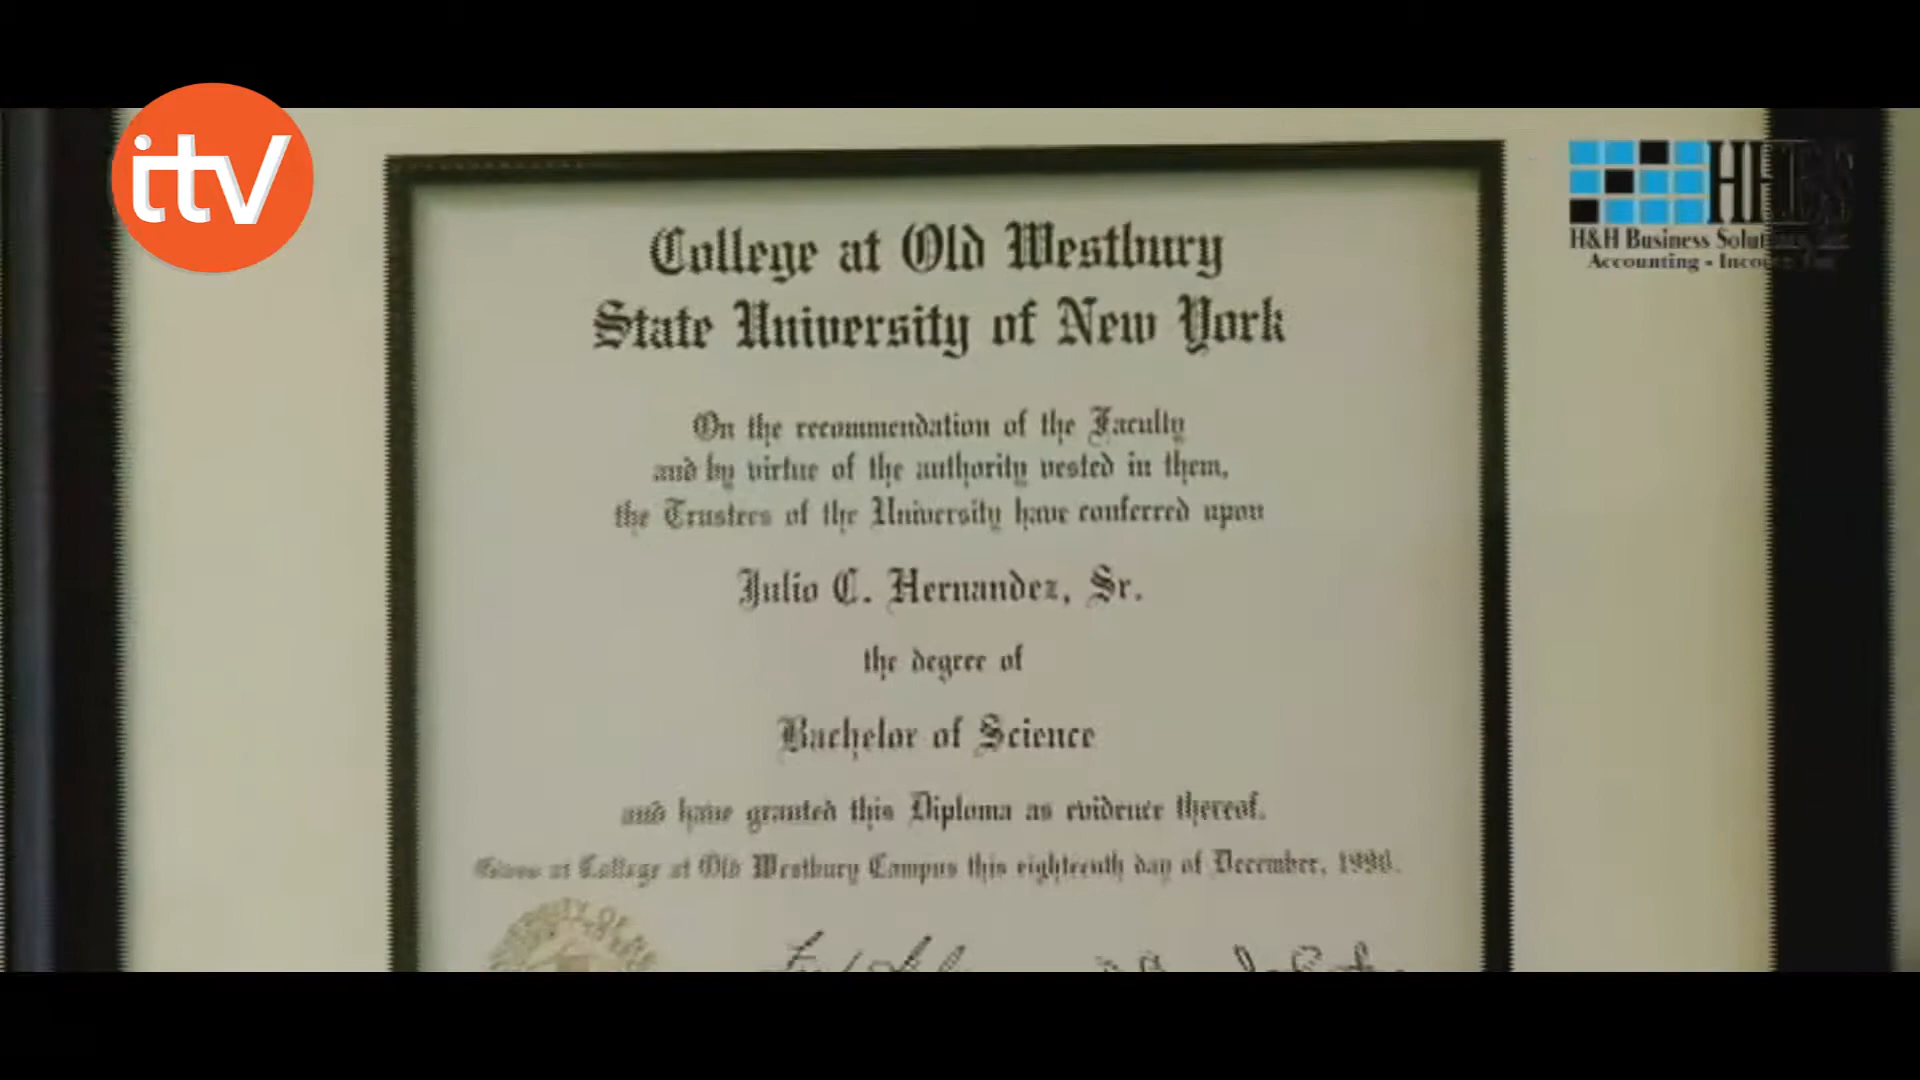 itv
H&H Business Solut
Accounting - Inco
College at Old Westbury
State University of New York
On the recommendation of the Faculty
and by virtue of the authority vested in them,
the Trustees of the University have conferred upon
Julio C. Hernandez, Sr.
the degree of
Bachelor of Science
and have granted this Diploma as evidence thereof.
Given at College at Old Westbury Campus this eighteenth day of December,